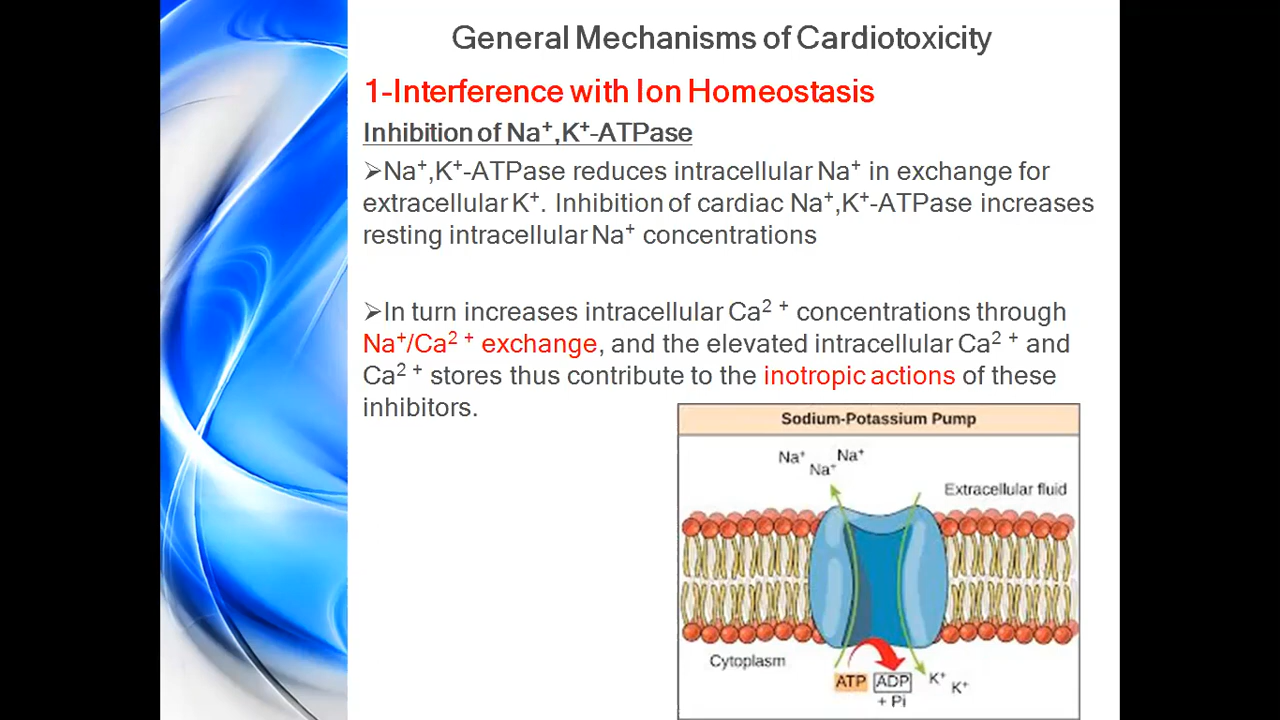 General Mechanisms of Cardiotoxicity
1-Interference with Ion Homeostasis
Inhibition of Na⁺,K⁺-ATPase
➢Na⁺,K⁺-ATPase reduces intracellular Na⁺ in exchange for
extracellular K⁺. Inhibition of cardiac Na⁺,K⁺-ATPase increases
resting intracellular Na⁺ concentrations
➢In turn increases intracellular Ca² ⁺ concentrations through
Na⁺/Ca² ⁺ exchange, and the elevated intracellular Ca² ⁺ and
Ca² ⁺ stores thus contribute to the inotropic actions of these
inhibitors.
Sodium-Potassium Pump
Na⁺ Na⁺ Na⁺
Extracellular fluid
Cytoplasm
ATP ADP K⁺ K⁺
+ Pi